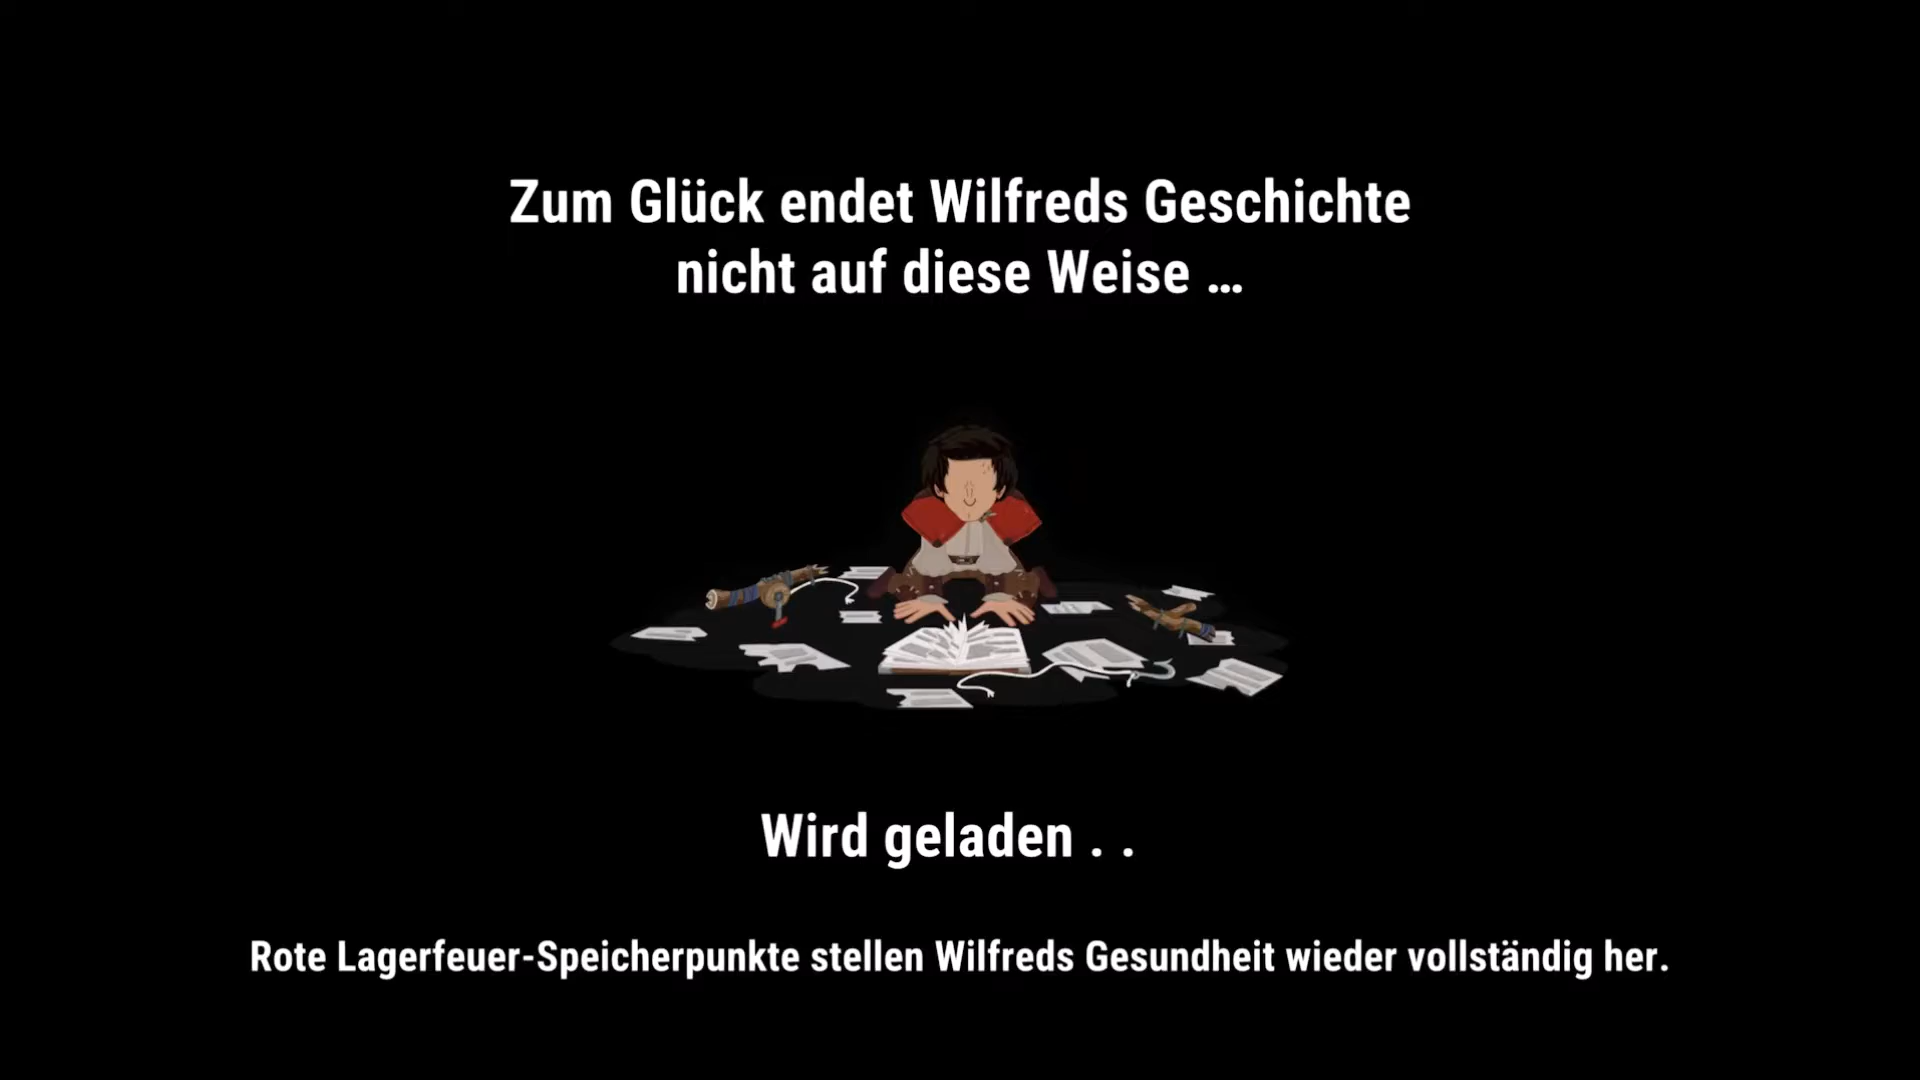 Zum Glück endet Wilfreds Geschichte
nicht auf diese Weise …
Wird geladen . .
Rote Lagerfeuer-Speicherpunkte stellen Wilfreds Gesundheit wieder vollständig her.